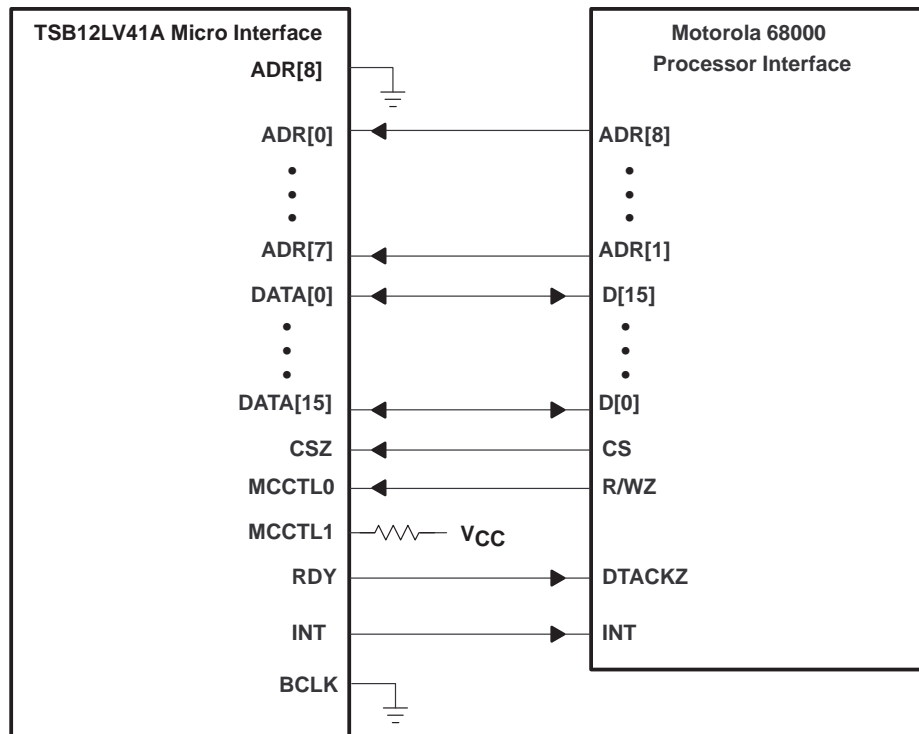 TSB12LV41A Micro Interface
Motorola 68000
Processor Interface
ADR[8]
ADR[0]
ADR[8]
ADR[7]
ADR[1]
DATA[0]
D[15]
DATA[15]
D[0]
CSZ
CS
MCCTL0
R/WZ
MCCTL1
VCC
RDY
DTACKZ
INT
INT
BCLK